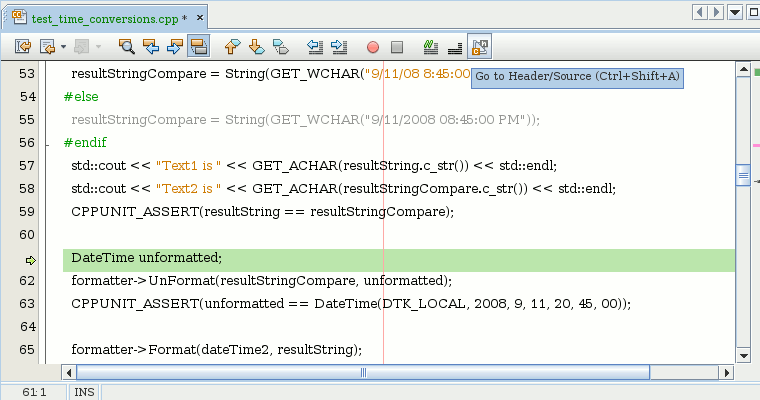 test_time_conversions.cpp *
53 resultStringCompare = String(GET_WCHAR("9/11/08 8:45:00
Go to Header/Source (Ctrl+Shift+A)
54 #else
55 resultStringCompare = String(GET_WCHAR("9/11/2008 08:45:00 PM"));
56 #endif
57 std::cout << "Text1 is " << GET_ACHAR(resultString.c_str()) << std::endl;
58 std::cout << "Text2 is " << GET_ACHAR(resultStringCompare.c_str()) << std::endl;
59 CPPUNIT_ASSERT(resultString == resultStringCompare);
60
DateTime unformatted;
62 formatter->UnFormat(resultStringCompare, unformatted);
63 CPPUNIT_ASSERT(unformatted == DateTime(DTK_LOCAL, 2008, 9, 11, 20, 45, 00));
64
65 formatter->Format(dateTime2, resultString);
61:1 INS